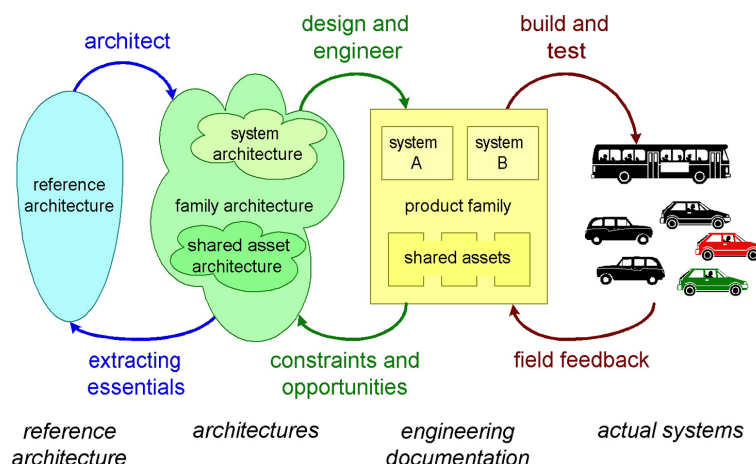 architect
design and
engineer
build and
test
reference
architecture
system
architecture
family architecture
shared asset
architecture
system
A
system
B
product family
shared assets
extracting
essentials
constraints and
opportunities
field feedback
reference
architecture
architectures
engineering
documentation
actual systems